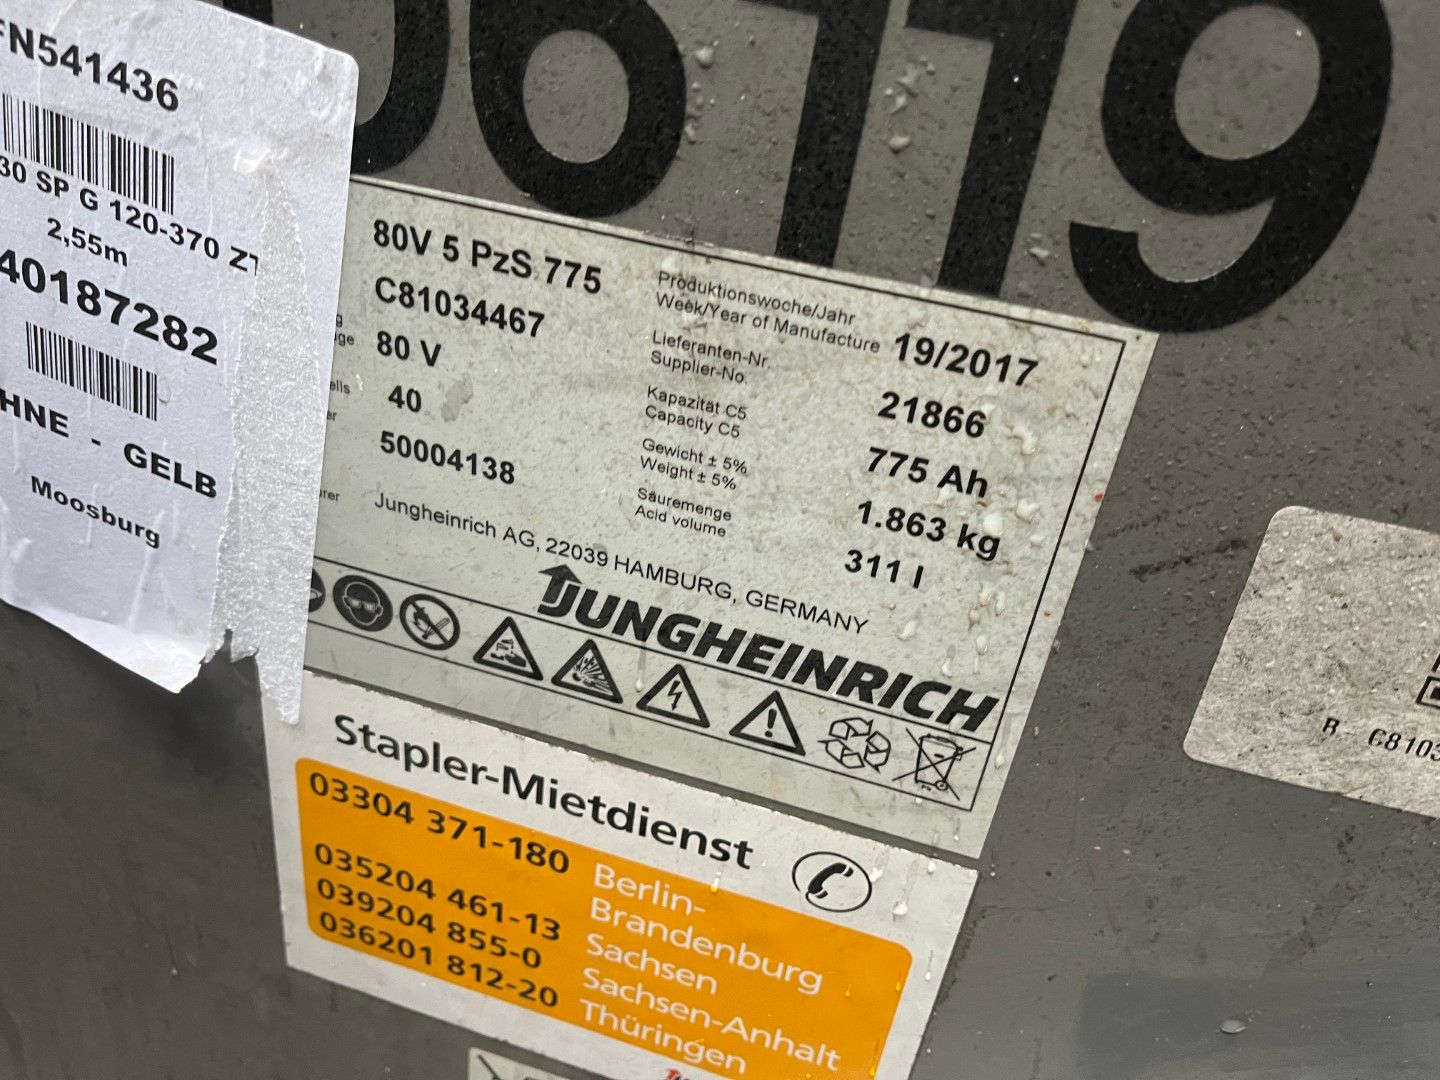 06119
FN541436
30 SP G 120-370 ZT
2,55m
40187282
HNE - GELB
Moosburg
80V 5 PzS 775
C81034467
80 V
40
50004138
Produktionswoche/Jahr
Week/Year of Manufacture 19/2017
Lieferanten-Nr.
Supplier-No. 21866
Kapazität C5
Capacity C5 775 Ah
Gewicht ± 5%
Weight ± 5% 1.863 kg
Säuremenge
Acid volume 311 l
Jungheinrich AG, 22039 HAMBURG, GERMANY
JUNGHEINRICH
Stapler-Mietdienst
03304 371-180 Berlin-
Brandenburg
035204 461-13 Sachsen
039204 855-0 Sachsen-Anhalt
036201 812-20 Thüringen
B C8103